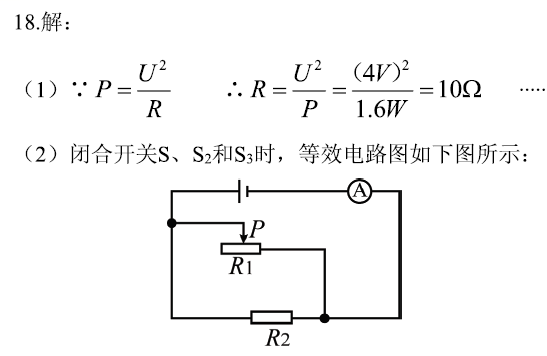 18.解：
（1）∵ P = U²/R ∴ R = U²/P = (4V)²/1.6W = 10Ω ·····
（2）闭合开关S、S₂和S₃时，等效电路图如下图所示：
A
P
R1
R2